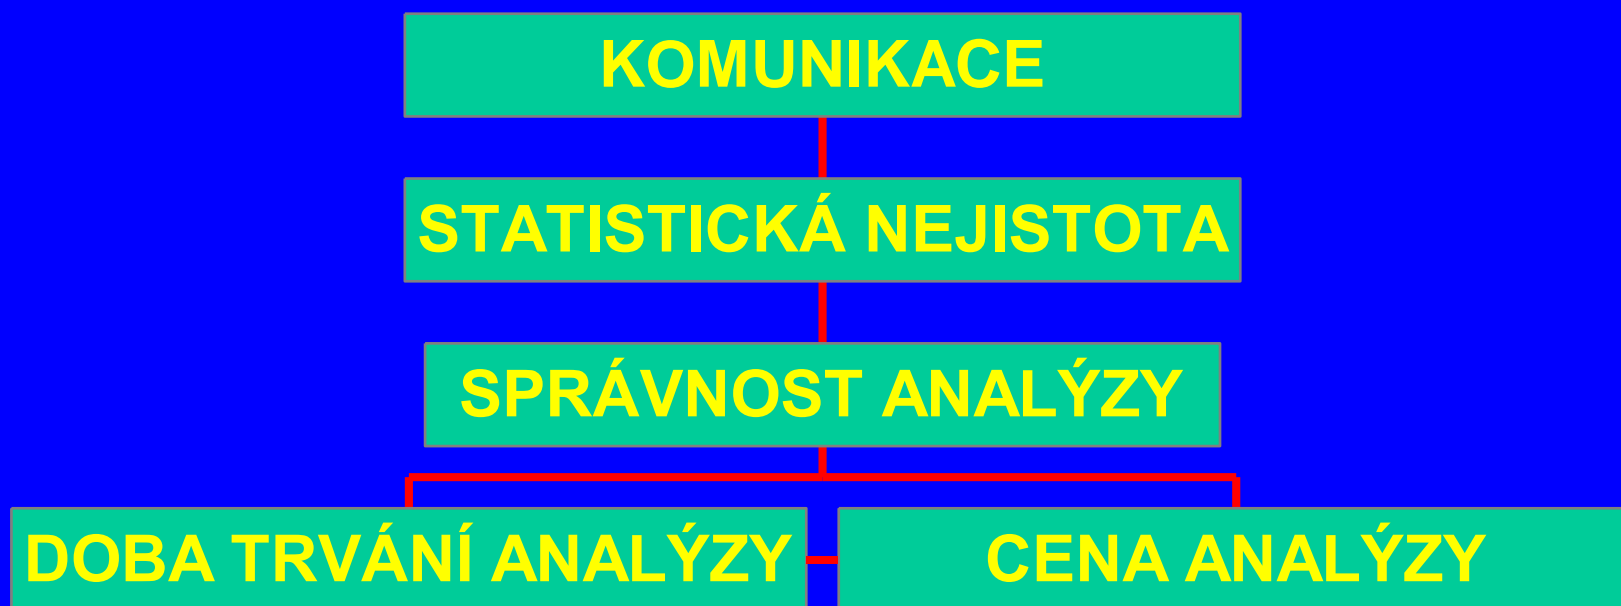 KOMUNIKACE
STATISTICKÁ NEJISTOTA
SPRÁVNOST ANALÝZY
DOBA TRVÁNÍ ANALÝZY
CENA ANALÝZY